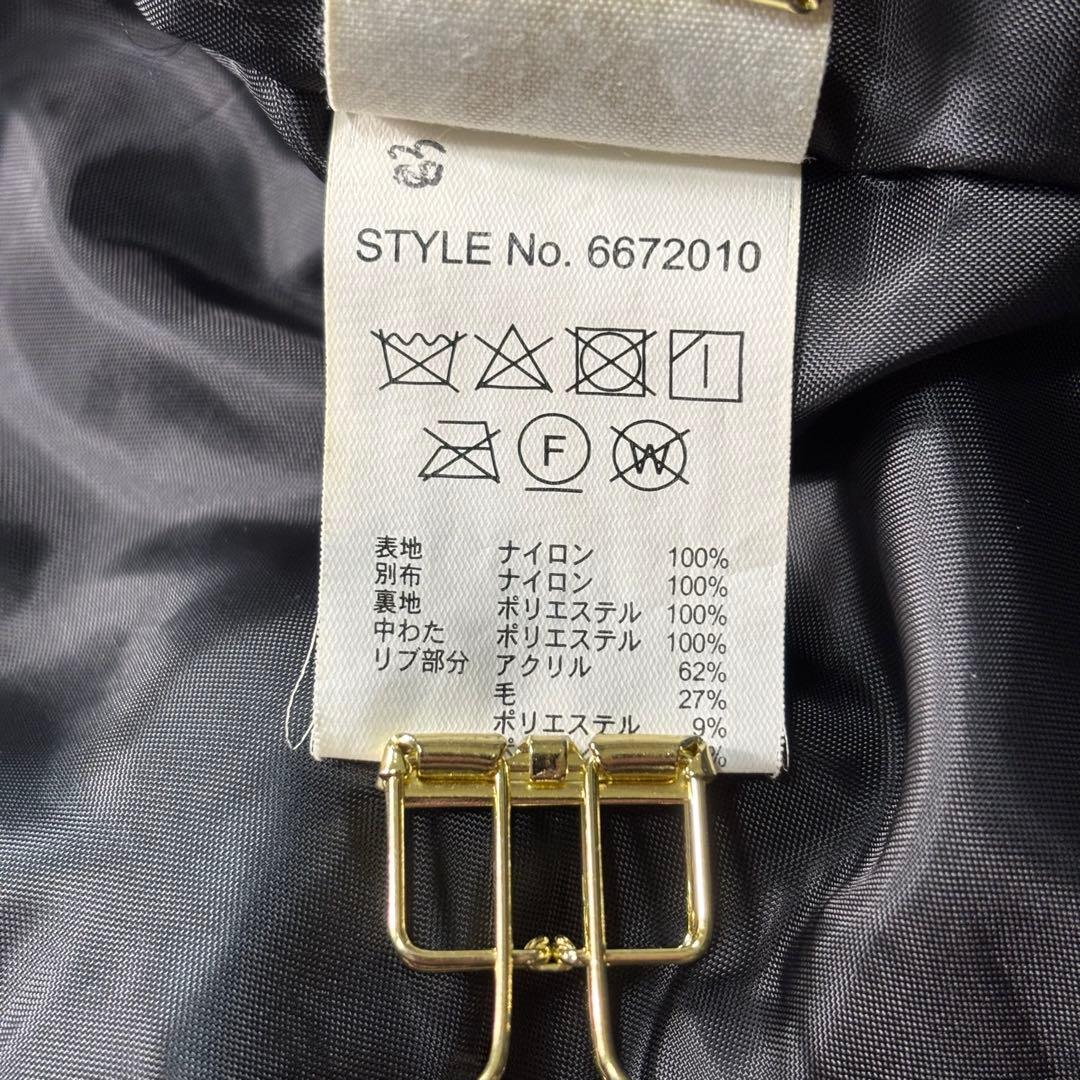 STYLE No. 6672010
F
W
表地 ナイロン 100%
別布 ナイロン 100%
裏地 ポリエステル 100%
中わた ポリエステル 100%
リブ部分 アクリル 62%
毛 27%
ポリエステル 9%
%